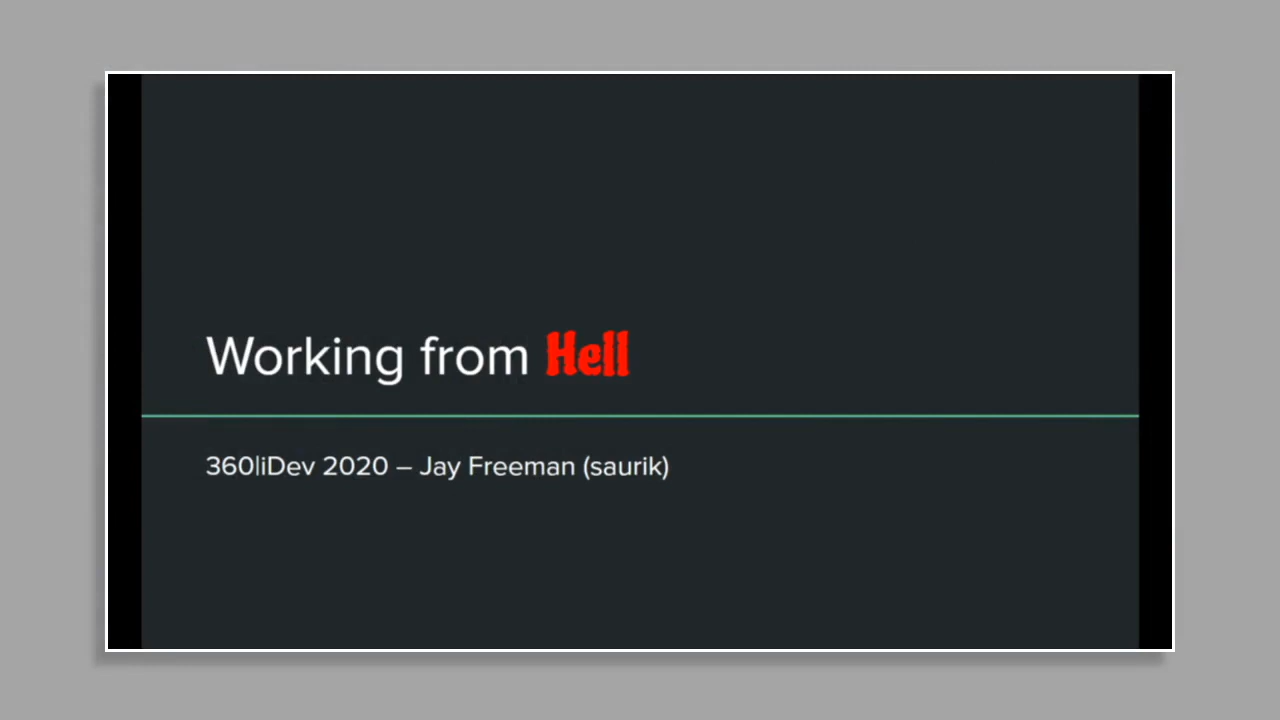 Working from Hell
360|iDev 2020 – Jay Freeman (saurik)